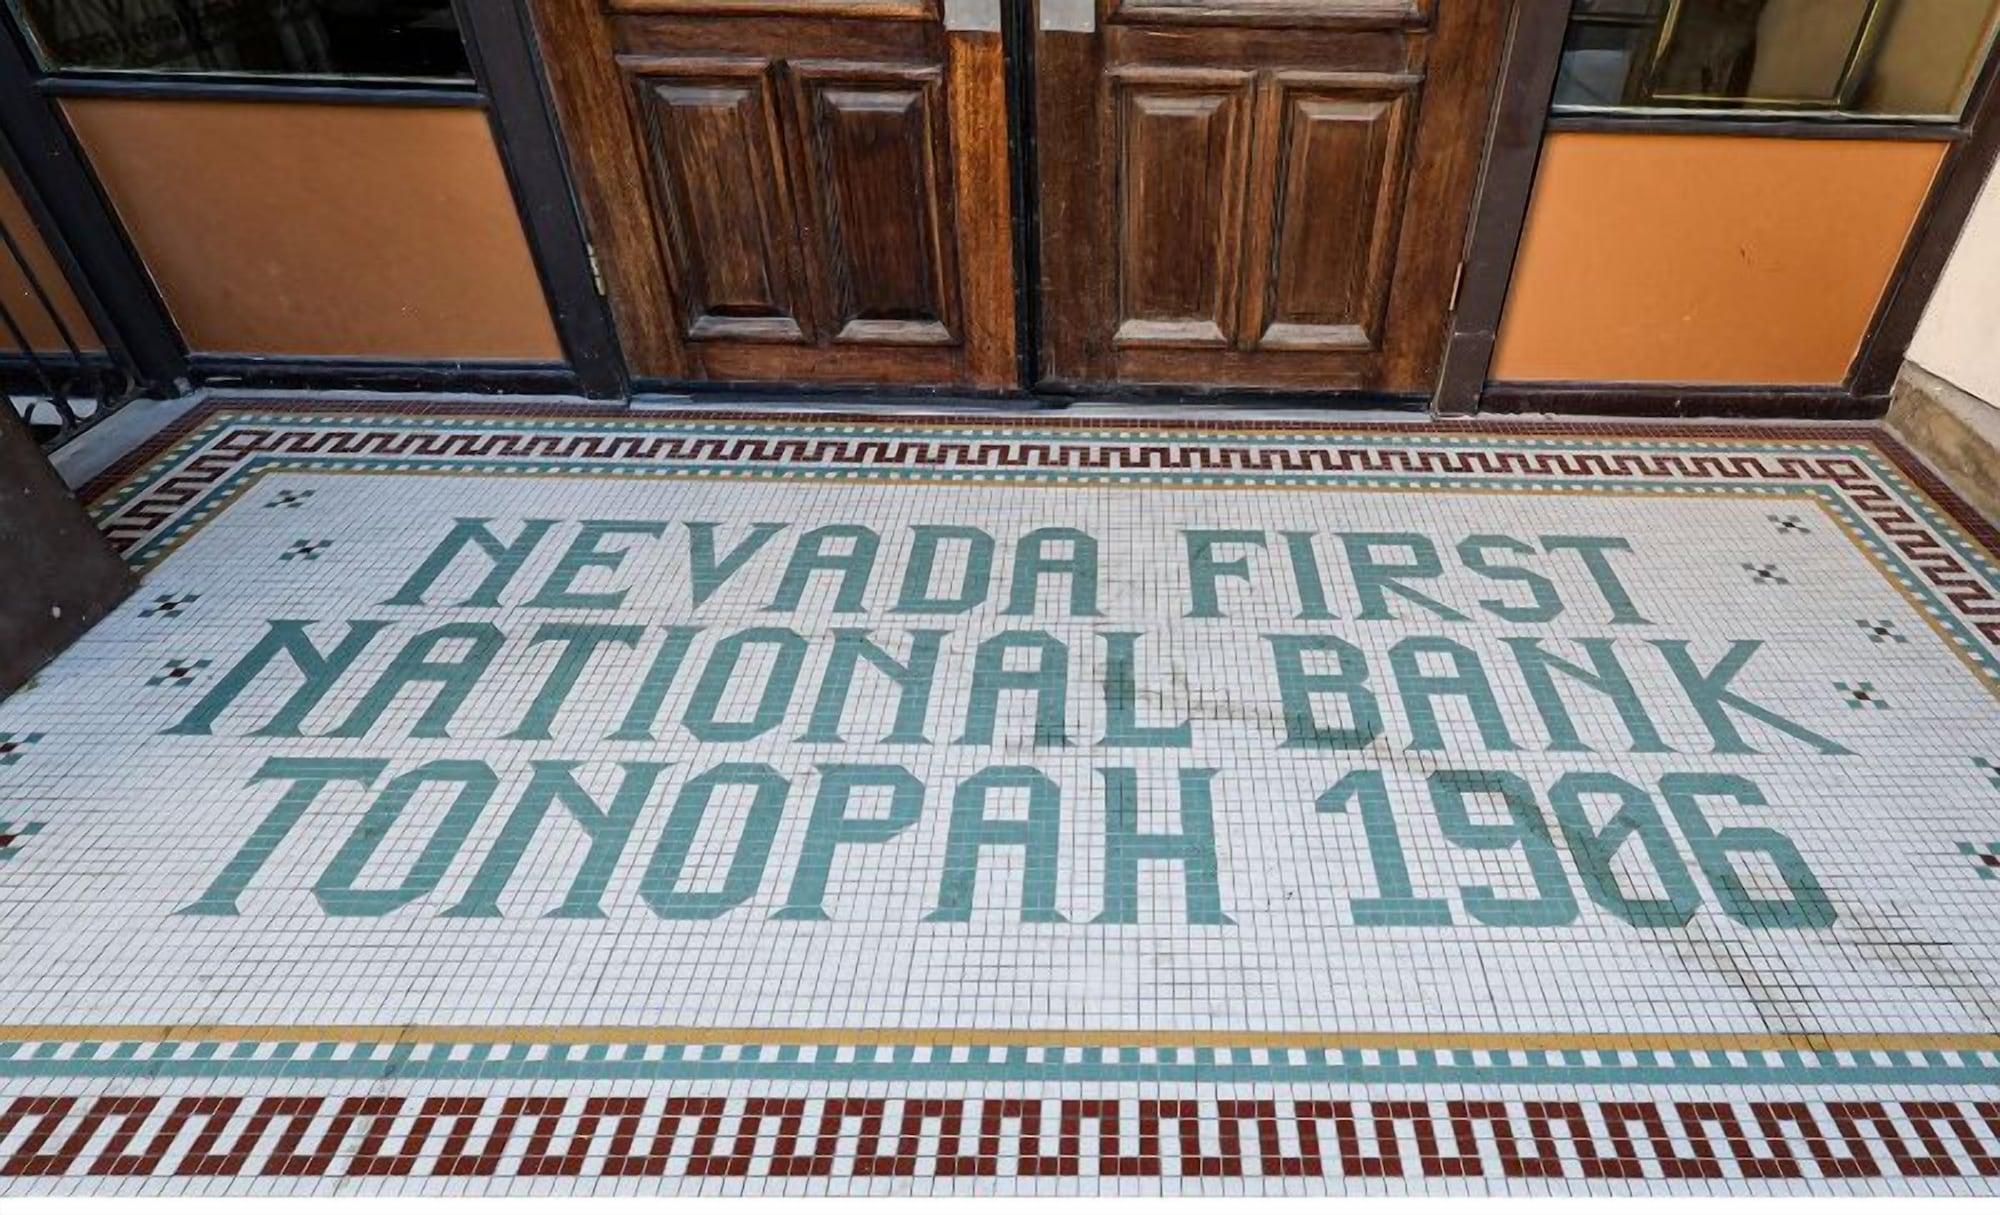 NEVADA FIRST
NATIONAL BANK
TONOPAH 1906